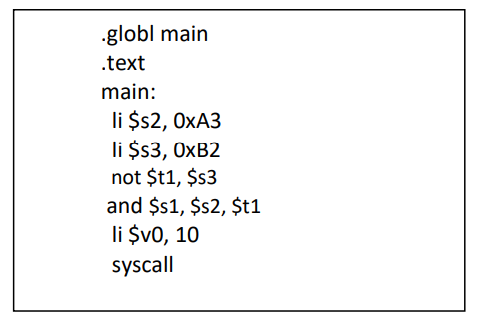 .globl main
.text
main:
li $s2, 0xA3
li $s3, 0xB2
not $t1, $s3
and $s1, $s2, $t1
li $v0, 10
syscall